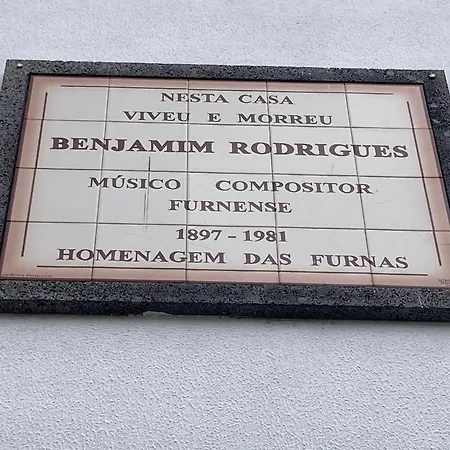 NESTA CASA
VIVEU E MORREU
BENJAMIM RODRIGUES
MÚSICO COMPOSITOR
FURNENSE
1897 - 1981
HOMENAGEM DAS FURNAS